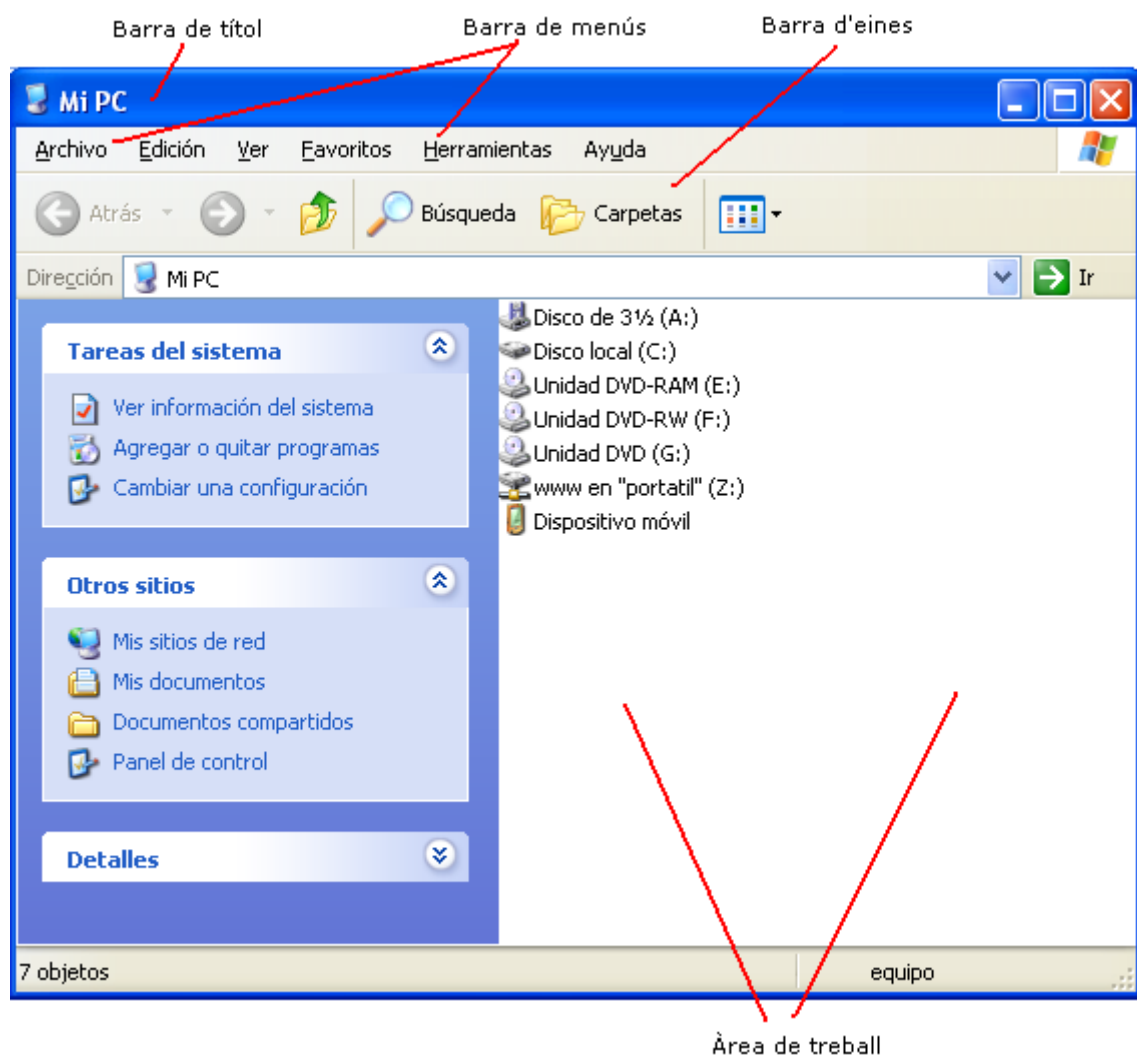 Barra de títol Barra de menús Barra d'eines
Mi PC
Archivo Edición Ver Favoritos Herramientas Ayuda
Atrás Búsqueda Carpetas
Dirección Mi PC Ir
Tareas del sistema
Ver información del sistema
Agregar o quitar programas
Cambiar una configuración
Otros sitios
Mis sitios de red
Mis documentos
Documentos compartidos
Panel de control
Detalles
Disco de 3½ (A:)
Disco local (C:)
Unidad DVD-RAM (E:)
Unidad DVD-RW (F:)
Unidad DVD (G:)
www en "portatil" (Z:)
Dispositivo móvil
7 objetos equipo
Àrea de treball